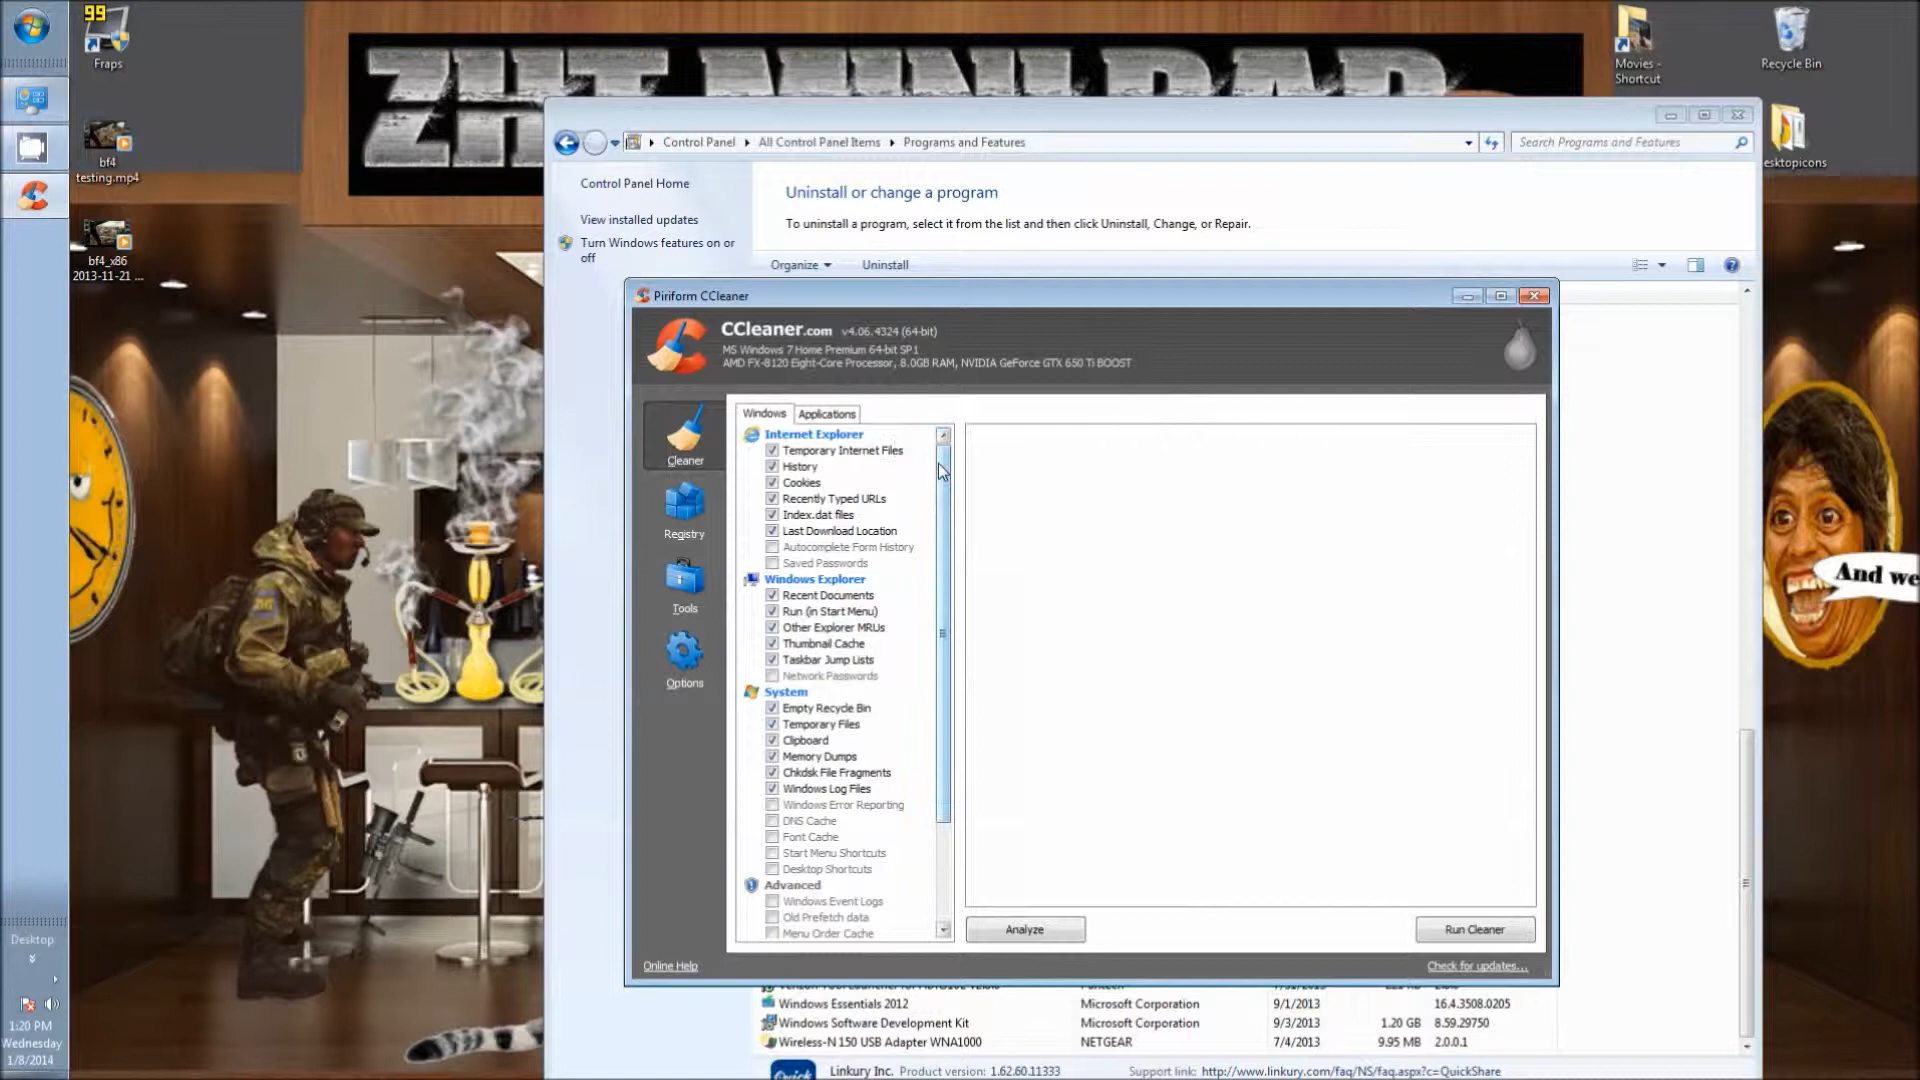 99
Fraps
bf4
testing.mp4
bf4_x86
2013-11-21 ...
ZHT MINI BAR
Movies -
Shortcut
Recycle Bin
esktopicons
Control Panel
All Control Panel Items
Programs and Features
Search Programs and Features
Control Panel Home
View installed updates
Turn Windows features on or
off
Uninstall or change a program
To uninstall a program, select it from the list and then click Uninstall, Change, or Repair.
Organize
Uninstall
Piriform CCleaner
CCleaner.com v4.06.4324 (64-bit)
MS Windows 7 Home Premium 64-bit SP1
AMD FX-8120 Eight-Core Processor, 8.0GB RAM, NVIDIA GeForce GTX 650 Ti BOOST
Cleaner
Registry
Tools
Options
Windows
Applications
Internet Explorer
Temporary Internet Files
History
Cookies
Recently Typed URLs
Index.dat files
Last Download Location
Autocomplete Form History
Saved Passwords
Windows Explorer
Recent Documents
Run (in Start Menu)
Other Explorer MRUs
Thumbnail Cache
Taskbar Jump Lists
Network Passwords
System
Empty Recycle Bin
Temporary Files
Clipboard
Memory Dumps
Chkdsk File Fragments
Windows Log Files
Windows Error Reporting
DNS Cache
Font Cache
Start Menu Shortcuts
Desktop Shortcuts
Advanced
Windows Event Logs
Old Prefetch data
Menu Order Cache
Analyze
Run Cleaner
Online Help
Check for updates...
And we
Windows Essentials 2012 Microsoft Corporation 9/1/2013 16.4.3508.0205
Windows Software Development Kit Microsoft Corporation 9/3/2013 1.20 GB 8.59.29750
Wireless-N 150 USB Adapter WNA1000 NETGEAR 7/4/2013 9.95 MB 2.0.0.1
Quick
Linkury Inc. Product version: 1.62.60.11333 Support link: http://www.linkury.com/faq/NS/faq.aspx?c=QuickShare
Desktop
1:20 PM
Wednesday
1/8/2014